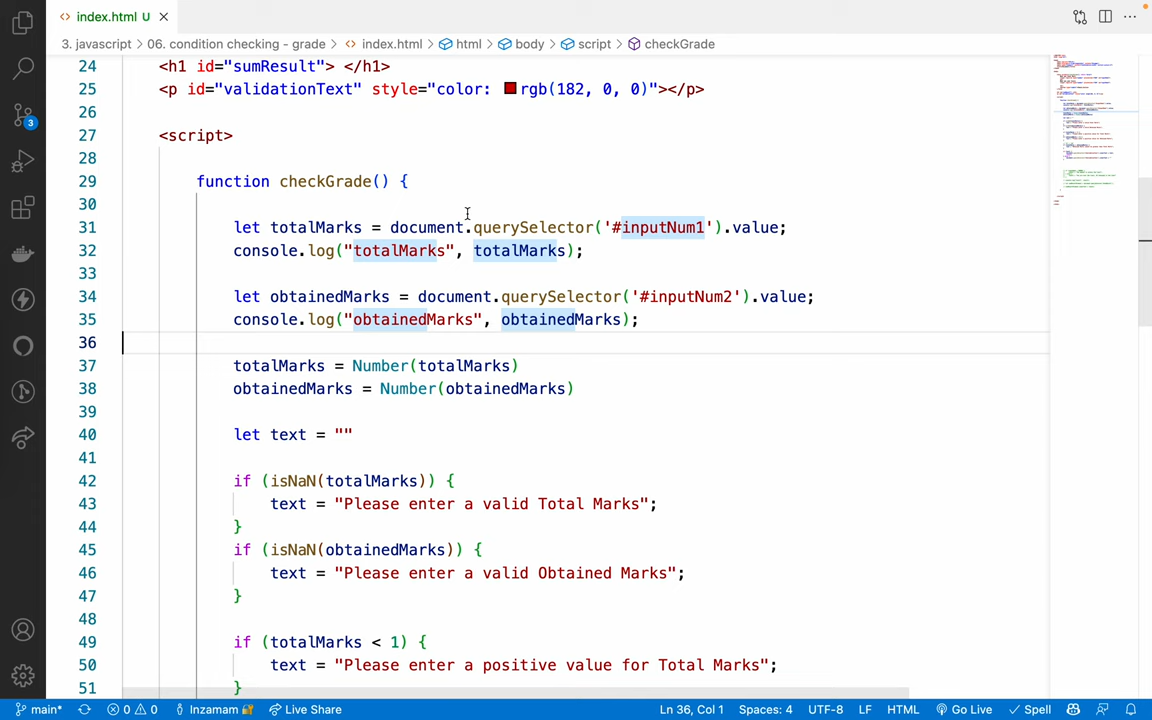 index.html U
3. javascript > 06. condition checking - grade > index.html > html > body > script > checkGrade
24 <h1 id="sumResult"> </h1>
25 <p id="validationText" style="color: rgb(182, 0, 0)"></p>
26
27 <script>
28
29 function checkGrade() {
30
31 let totalMarks = document.querySelector('#inputNum1').value;
32 console.log("totalMarks", totalMarks);
33
34 let obtainedMarks = document.querySelector('#inputNum2').value;
35 console.log("obtainedMarks", obtainedMarks);
36
37 totalMarks = Number(totalMarks)
38 obtainedMarks = Number(obtainedMarks)
39
40 let text = ""
41
42 if (isNaN(totalMarks)) {
43 text = "Please enter a valid Total Marks";
44 }
45 if (isNaN(obtainedMarks)) {
46 text = "Please enter a valid Obtained Marks";
47 }
48
49 if (totalMarks < 1) {
50 text = "Please enter a positive value for Total Marks";
51 }
3
main* 0 0 Inzamam Live Share Ln 36, Col 1 Spaces: 4 UTF-8 LF HTML Go Live Spell